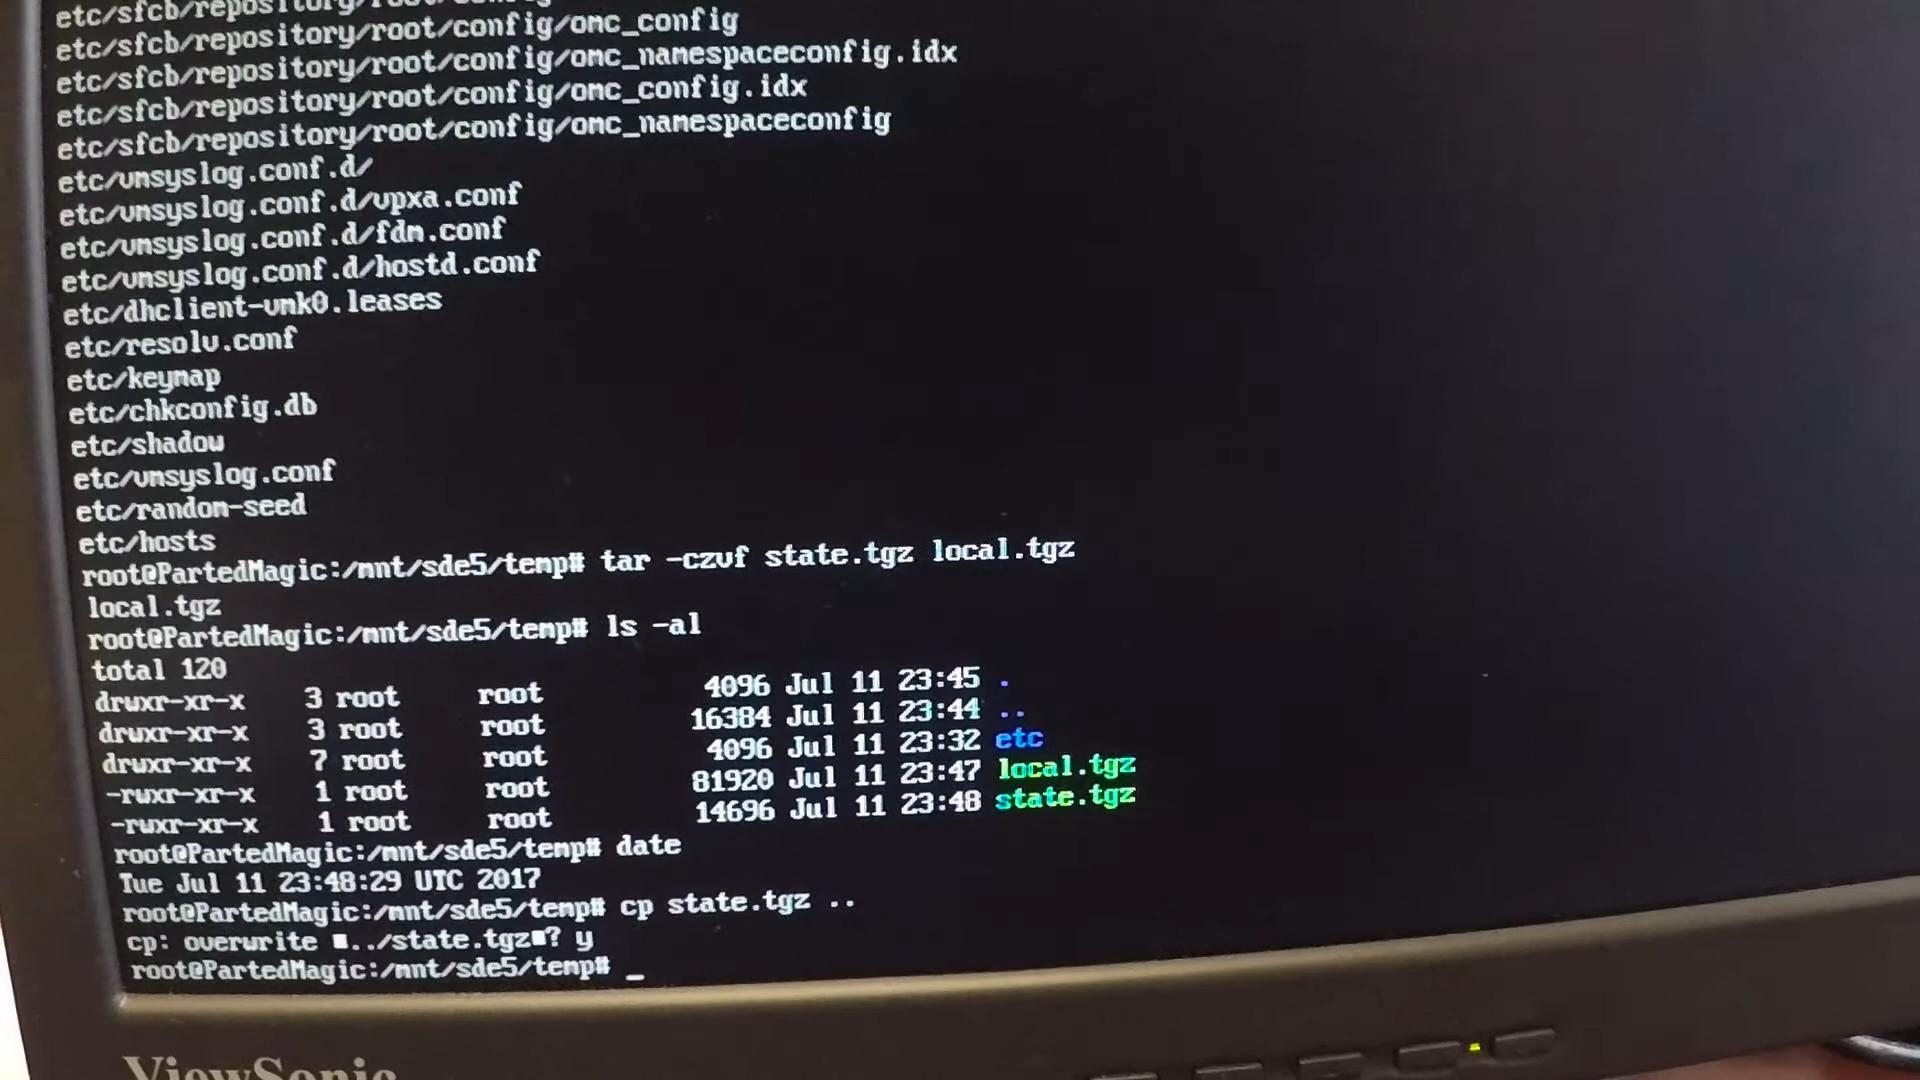 etc/sfcb/repository/root/config/omc_config
etc/sfcb/repository/root/config/omc_namespaceconfig.idx
etc/sfcb/repository/root/config/omc_config.idx
etc/sfcb/repository/root/config/omc_namespaceconfig
etc/vmsyslog.conf.d/
etc/vmsyslog.conf.d/vpxa.conf
etc/vmsyslog.conf.d/fdm.conf
etc/vmsyslog.conf.d/hostd.conf
etc/dhclient-vmk0.leases
etc/resolv.conf
etc/keymap
etc/chkconfig.db
etc/shadow
etc/vmsyslog.conf
etc/random-seed
etc/hosts
root@PartedMagic:/mnt/sde5/temp# tar -czvf state.tgz local.tgz
local.tgz
root@PartedMagic:/mnt/sde5/temp# ls -al
total 120
drwxr-xr-x 3 root root 4096 Jul 11 23:45 .
drwxr-xr-x 3 root root 16384 Jul 11 23:44 ..
drwxr-xr-x 7 root root 4096 Jul 11 23:32 etc
-rwxr-xr-x 1 root root 81920 Jul 11 23:47 local.tgz
-rwxr-xr-x 1 root root 14696 Jul 11 23:48 state.tgz
root@PartedMagic:/mnt/sde5/temp# date
Tue Jul 11 23:48:29 UTC 2017
root@PartedMagic:/mnt/sde5/temp# cp state.tgz ..
cp: overwrite ■../state.tgz■? y
root@PartedMagic:/mnt/sde5/temp# _
ViewSonic